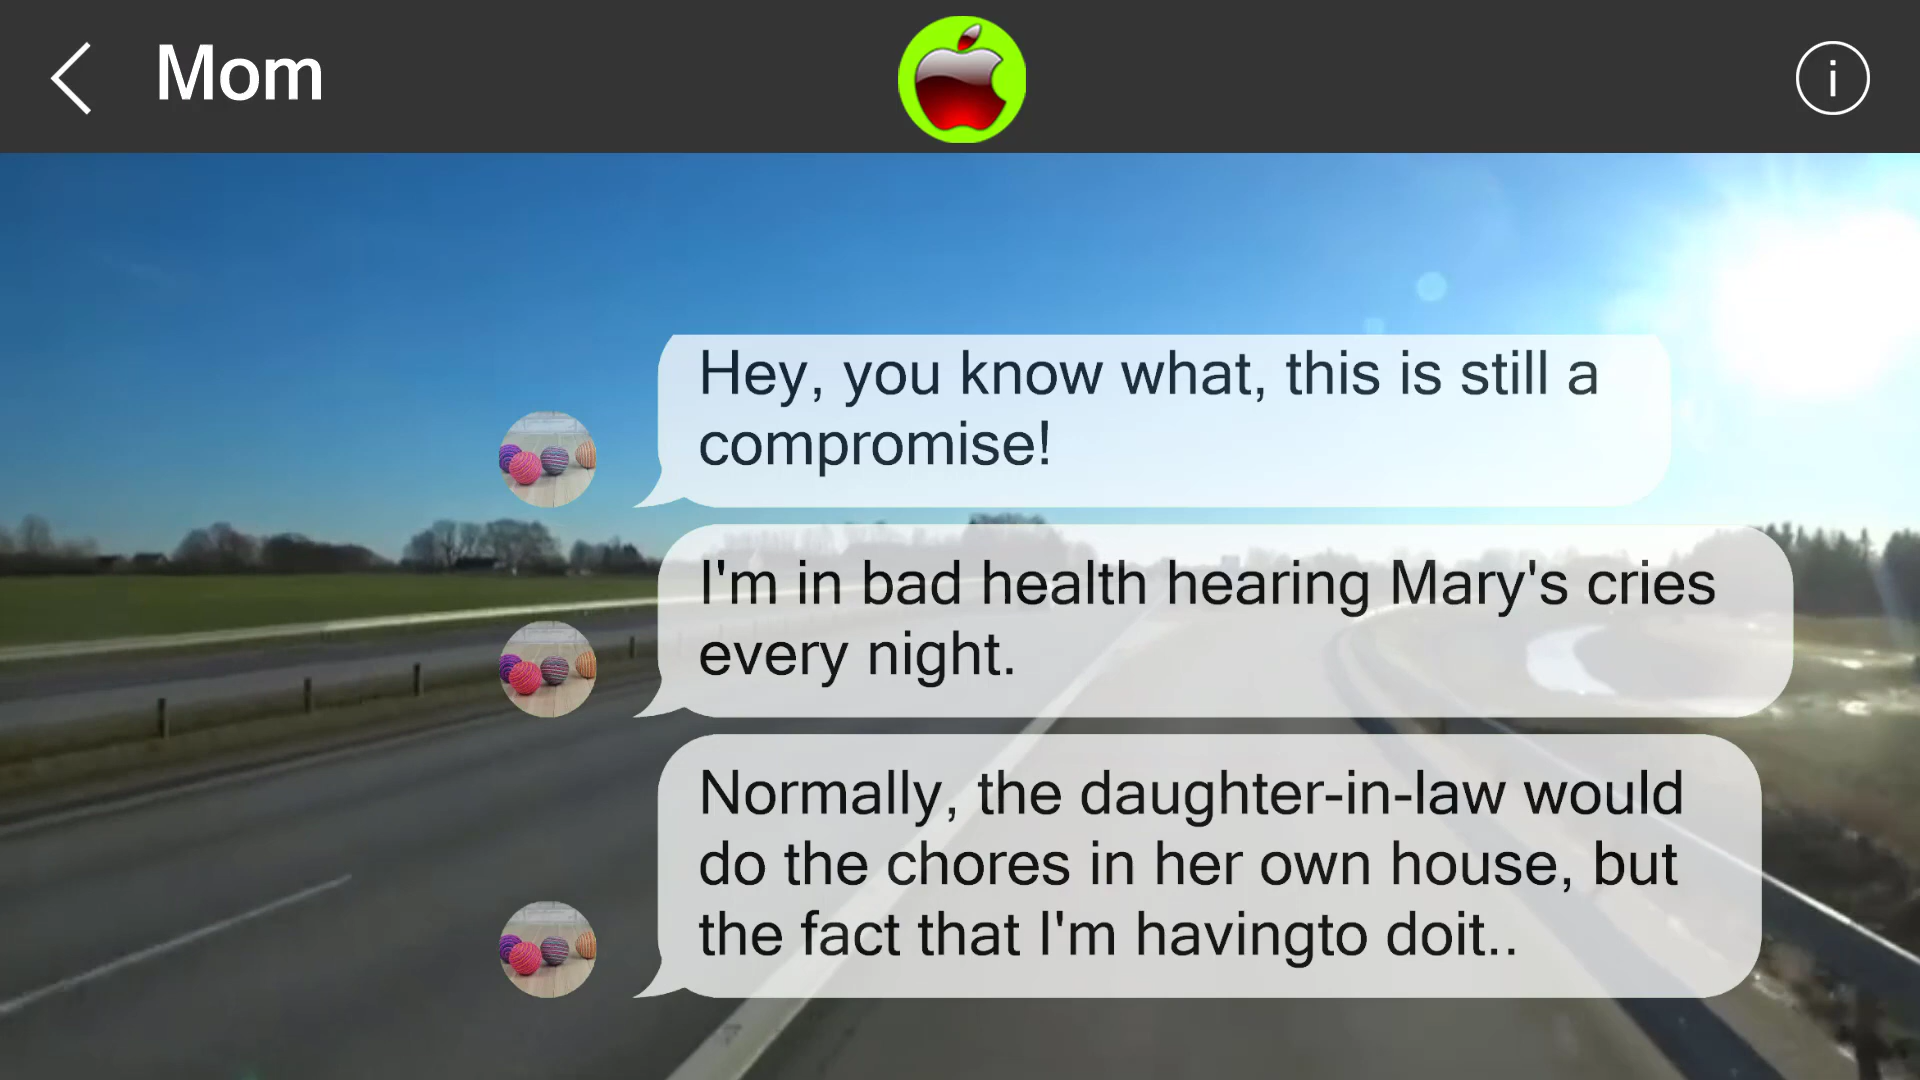 Mom
i
Hey, you know what, this is still a
compromise!
I'm in bad health hearing Mary's cries
every night.
Normally, the daughter-in-law would
do the chores in her own house, but
the fact that I'm havingto doit..